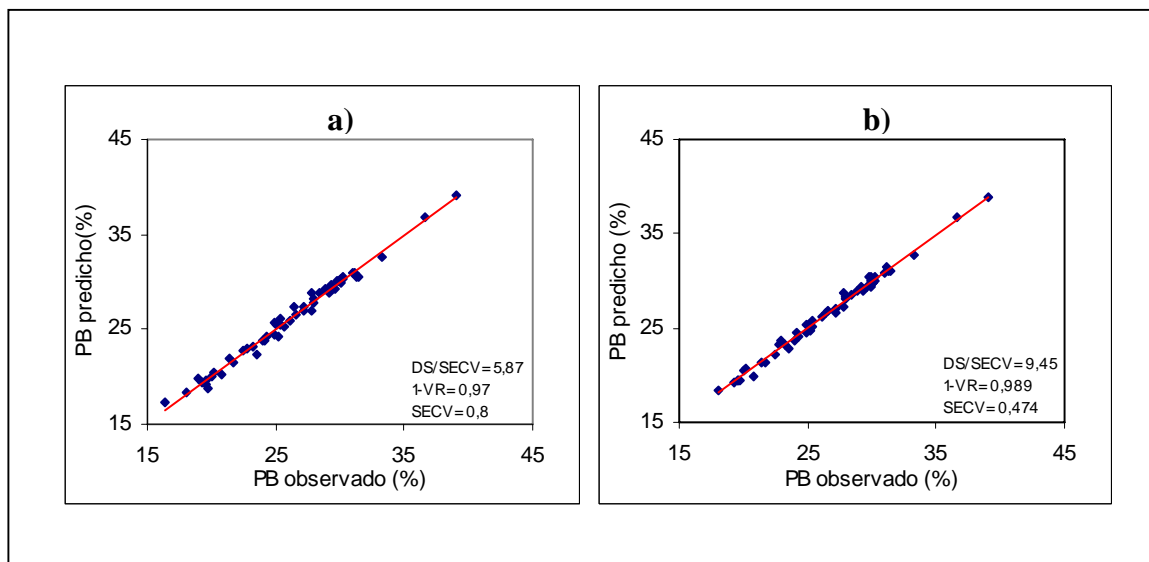 a)
45
35
25
15
PB predicho(%)
DS/SECV=5,87
1-VR=0,97
SECV=0,8
15 25 35 45
PB observado (%)
b)
45
35
25
15
PB predicho (%)
DS/SECV=9,45
1-VR=0,989
SECV=0,474
15 25 35 45
PB observado (%)